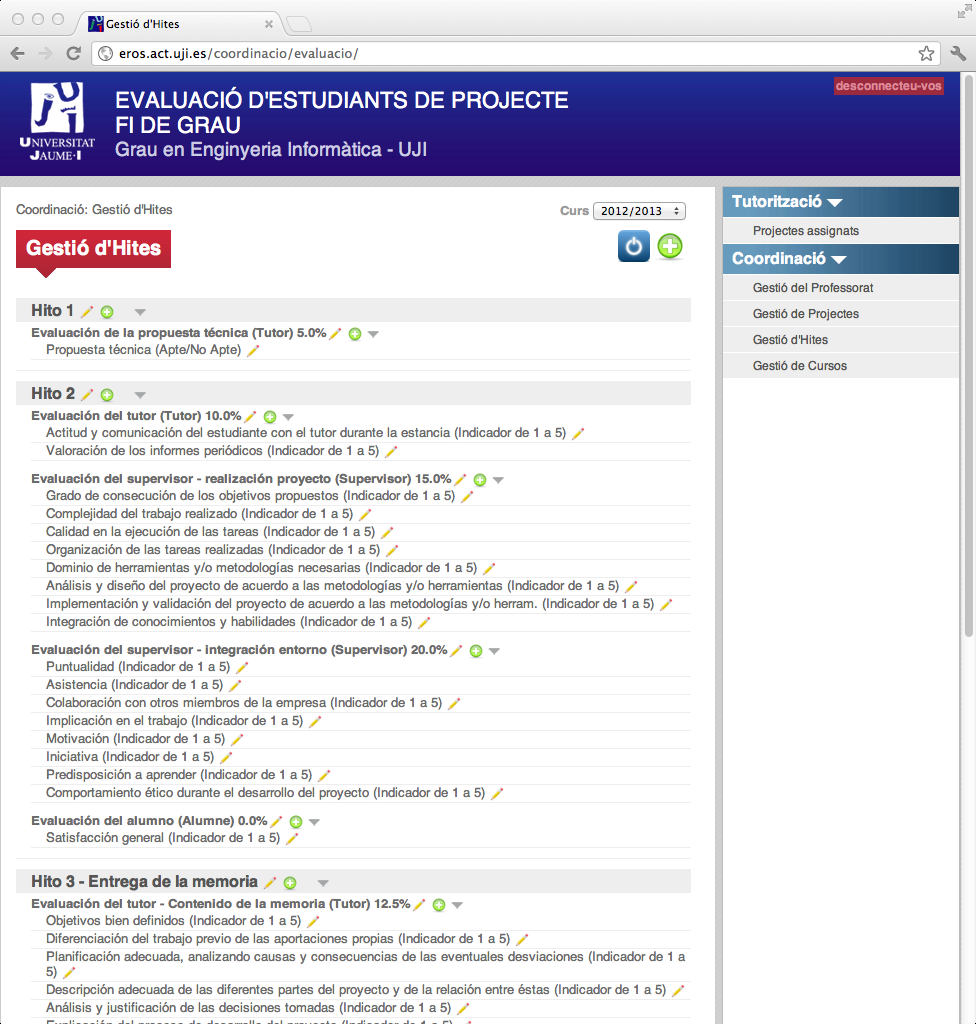 Gestió d'Hites
eros.act.uji.es/coordinacio/evaluacio/
desconnecteu-vos
UNIVERSITAT
JAUME·I
EVALUACIÓ D'ESTUDIANTS DE PROJECTE
FI DE GRAU
Grau en Enginyeria Informàtica - UJI
Coordinació: Gestió d'Hites
Curs 2012/2013
Gestió d'Hites
Hito 1
Evaluación de la propuesta técnica (Tutor) 5.0%
Propuesta técnica (Apte/No Apte)
Hito 2
Evaluación del tutor (Tutor) 10.0%
Actitud y comunicación del estudiante con el tutor durante la estancia (Indicador de 1 a 5)
Valoración de los informes periódicos (Indicador de 1 a 5)
Evaluación del supervisor - realización proyecto (Supervisor) 15.0%
Grado de consecución de los objetivos propuestos (Indicador de 1 a 5)
Complejidad del trabajo realizado (Indicador de 1 a 5)
Calidad en la ejecución de las tareas (Indicador de 1 a 5)
Organización de las tareas realizadas (Indicador de 1 a 5)
Dominio de herramientas y/o metodologías necesarias (Indicador de 1 a 5)
Análisis y diseño del proyecto de acuerdo a las metodologías y/o herramientas (Indicador de 1 a 5)
Implementación y validación del proyecto de acuerdo a las metodologías y/o herram. (Indicador de 1 a 5)
Integración de conocimientos y habilidades (Indicador de 1 a 5)
Evaluación del supervisor - integración entorno (Supervisor) 20.0%
Puntualidad (Indicador de 1 a 5)
Asistencia (Indicador de 1 a 5)
Colaboración con otros miembros de la empresa (Indicador de 1 a 5)
Implicación en el trabajo (Indicador de 1 a 5)
Motivación (Indicador de 1 a 5)
Iniciativa (Indicador de 1 a 5)
Predisposición a aprender (Indicador de 1 a 5)
Comportamiento ético durante el desarrollo del proyecto (Indicador de 1 a 5)
Evaluación del alumno (Alumne) 0.0%
Satisfacción general (Indicador de 1 a 5)
Hito 3 - Entrega de la memoria
Evaluación del tutor - Contenido de la memoria (Tutor) 12.5%
Objetivos bien definidos (Indicador de 1 a 5)
Diferenciación del trabajo previo de las aportaciones propias (Indicador de 1 a 5)
Planificación adecuada, analizando causas y consecuencias de las eventuales desviaciones (Indicador de 1 a
5)
Descripción adecuada de las diferentes partes del proyecto y de la relación entre éstas (Indicador de 1 a 5)
Análisis y justificación de las decisiones tomadas (Indicador de 1 a 5)
Tutorització
Projectes assignats
Coordinació
Gestió del Professorat
Gestió de Projectes
Gestió d'Hites
Gestió de Cursos